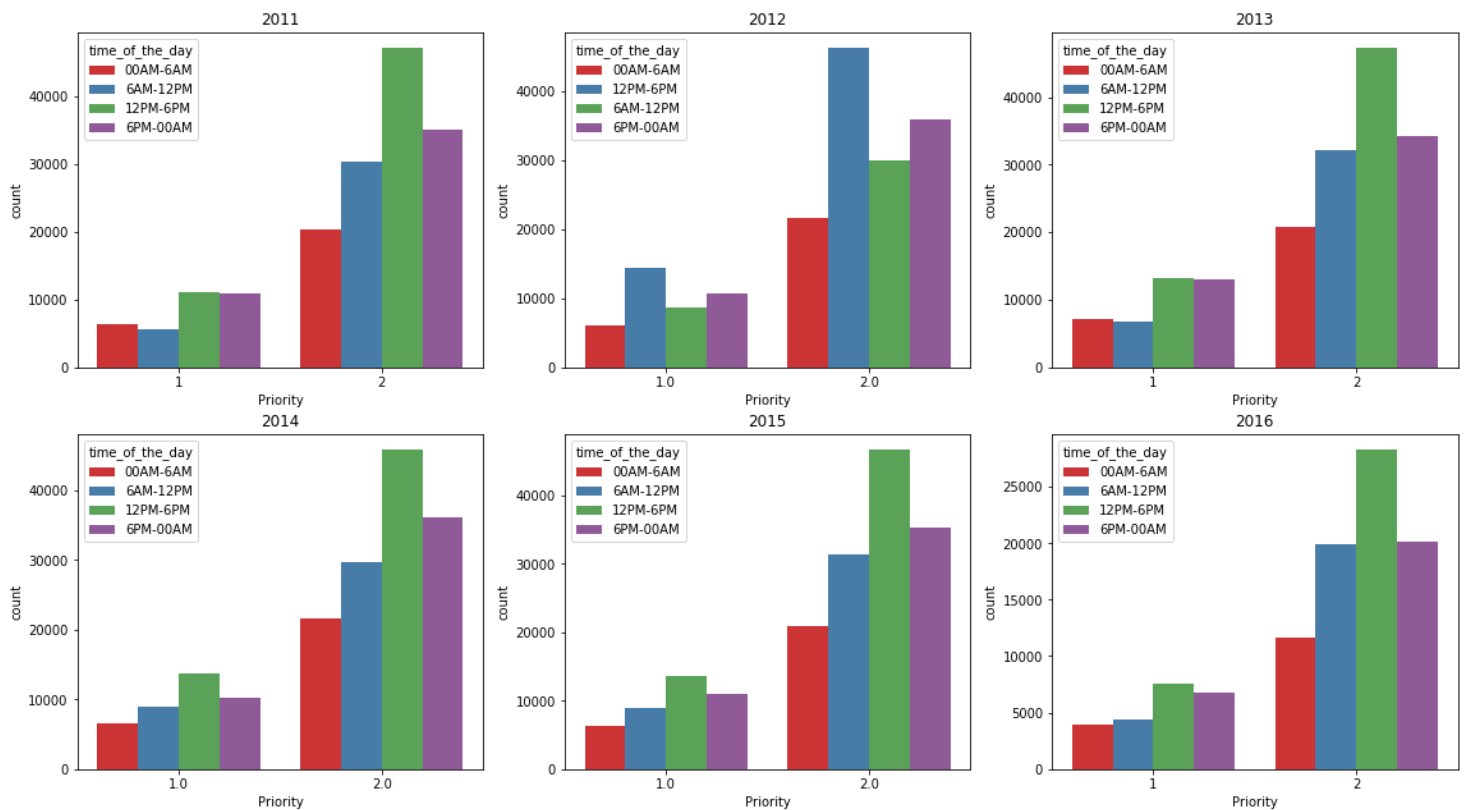 2011
time_of_the_day
00AM-6AM
6AM-12PM
12PM-6PM
6PM-00AM
count
40000
30000
20000
10000
0
1
2
Priority
2012
time_of_the_day
00AM-6AM
12PM-6PM
6AM-12PM
6PM-00AM
count
40000
30000
20000
10000
0
1.0
2.0
Priority
2013
time_of_the_day
00AM-6AM
6AM-12PM
12PM-6PM
6PM-00AM
count
40000
30000
20000
10000
0
1
2
Priority
2014
time_of_the_day
00AM-6AM
6AM-12PM
12PM-6PM
6PM-00AM
count
40000
30000
20000
10000
0
1.0
2.0
Priority
2015
time_of_the_day
00AM-6AM
6AM-12PM
12PM-6PM
6PM-00AM
count
40000
30000
20000
10000
0
1.0
2.0
Priority
2016
time_of_the_day
00AM-6AM
6AM-12PM
12PM-6PM
6PM-00AM
count
25000
20000
15000
10000
5000
0
1
2
Priority